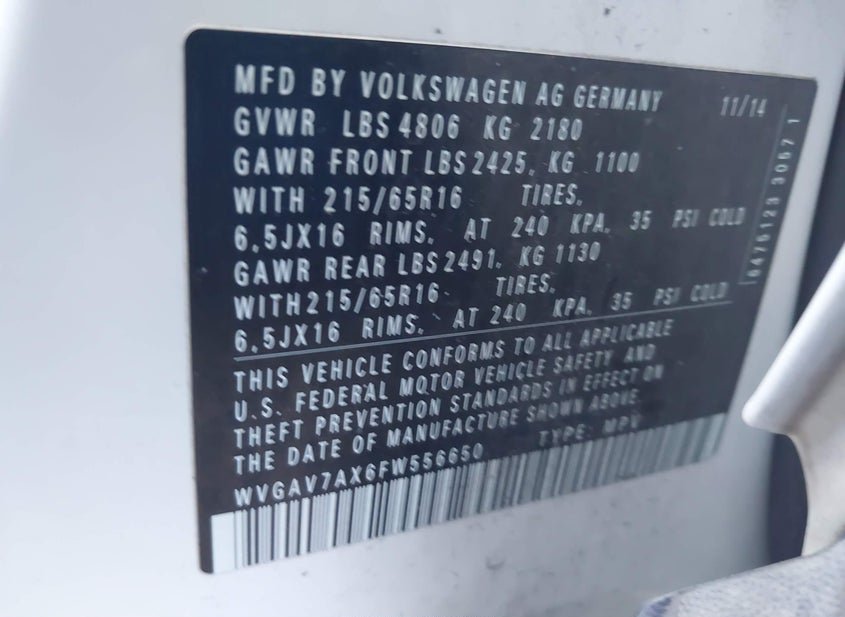 MFD BY VOLKSWAGEN AG GERMANY 11/14
GVWR LBS 4806 KG 2180
GAWR FRONT LBS 2425, KG 1100
WITH 215/65R16 TIRES,
6,5JX16 RIMS, AT 240 KPA, 35 PSI COLD
GAWR REAR LBS 2491, KG 1130
WITH 215/65R16 TIRES,
6,5JX16 RIMS, AT 240 KPA, 35 PSI COLD
THIS VEHICLE CONFORMS TO ALL APPLICABLE
U.S. FEDERAL MOTOR VEHICLE SAFETY, AND
THEFT PREVENTION STANDARDS IN EFFECT ON
THE DATE OF MANUFACTURE SHOWN ABOVE.
WVGAV7AX6FW556650 TYPE: MPV